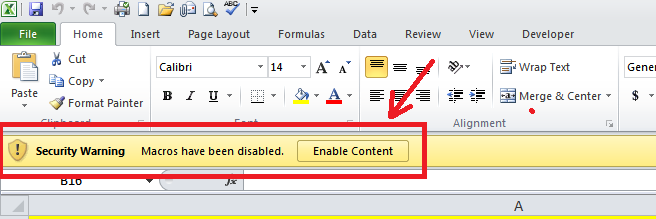 File Home Insert Page Layout Formulas Data Review View Developer
Cut
Copy
Format Painter
Paste
Clipboard
Calibri 14 A A
B I U A
Font
Wrap Text
Merge & Center
Alignment
Gener
$
Security Warning Macros have been disabled. Enable Content
B16 fx
A